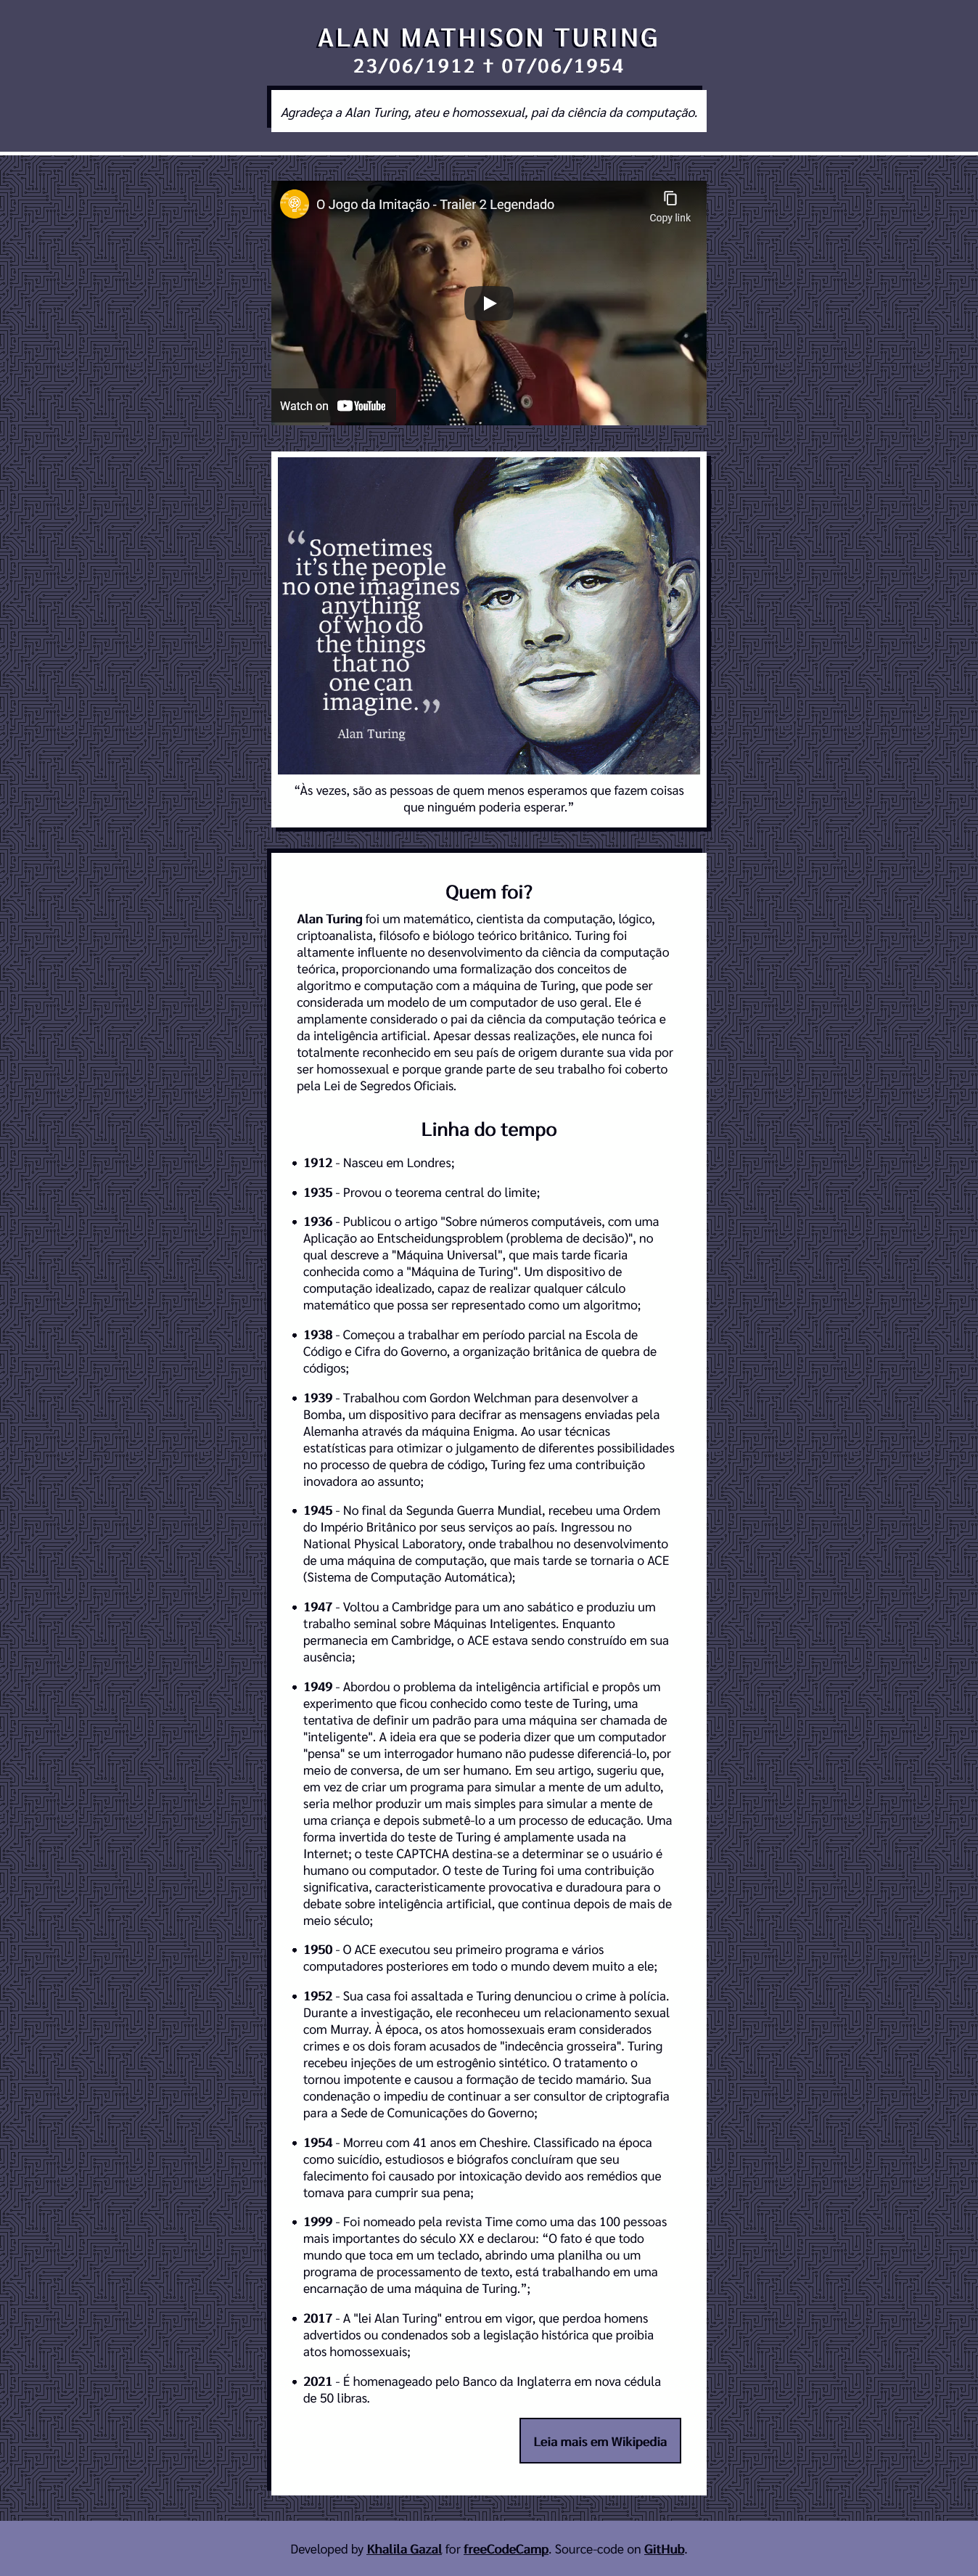 ALAN MATHISON TURING
23/06/1912 ✝ 07/06/1954
Agradeça a Alan Turing, ateu e homossexual, pai da ciência da computação.
O Jogo da Imitação - Trailer 2 Legendado
Copy link
Watch on YouTube
“Sometimes
it’s the people
no one imagines
anything
of who do
the things
that no
one can
imagine.”
Alan Turing
“Às vezes, são as pessoas de quem menos esperamos que fazem coisas
que ninguém poderia esperar.”
Quem foi?
Alan Turing foi um matemático, cientista da computação, lógico,
criptoanalista, filósofo e biólogo teórico britânico. Turing foi
altamente influente no desenvolvimento da ciência da computação
teórica, proporcionando uma formalização dos conceitos de
algoritmo e computação com a máquina de Turing, que pode ser
considerada um modelo de um computador de uso geral. Ele é
amplamente considerado o pai da ciência da computação teórica e
da inteligência artificial. Apesar dessas realizações, ele nunca foi
totalmente reconhecido em seu país de origem durante sua vida por
ser homossexual e porque grande parte de seu trabalho foi coberto
pela Lei de Segredos Oficiais.
Linha do tempo
• 1912 - Nasceu em Londres;
• 1935 - Provou o teorema central do limite;
• 1936 - Publicou o artigo "Sobre números computáveis, com uma
Aplicação ao Entscheidungsproblem (problema de decisão)", no
qual descreve a "Máquina Universal", que mais tarde ficaria
conhecida como a "Máquina de Turing". Um dispositivo de
computação idealizado, capaz de realizar qualquer cálculo
matemático que possa ser representado como um algoritmo;
• 1938 - Começou a trabalhar em período parcial na Escola de
Código e Cifra do Governo, a organização britânica de quebra de
códigos;
• 1939 - Trabalhou com Gordon Welchman para desenvolver a
Bomba, um dispositivo para decifrar as mensagens enviadas pela
Alemanha através da máquina Enigma. Ao usar técnicas
estatísticas para otimizar o julgamento de diferentes possibilidades
no processo de quebra de código, Turing fez uma contribuição
inovadora ao assunto;
• 1945 - No final da Segunda Guerra Mundial, recebeu uma Ordem
do Império Britânico por seus serviços ao país. Ingressou no
National Physical Laboratory, onde trabalhou no desenvolvimento
de uma máquina de computação, que mais tarde se tornaria o ACE
(Sistema de Computação Automática);
• 1947 - Voltou a Cambridge para um ano sabático e produziu um
trabalho seminal sobre Máquinas Inteligentes. Enquanto
permanecia em Cambridge, o ACE estava sendo construído em sua
ausência;
• 1949 - Abordou o problema da inteligência artificial e propôs um
experimento que ficou conhecido como teste de Turing, uma
tentativa de definir um padrão para uma máquina ser chamada de
"inteligente". A ideia era que se poderia dizer que um computador
"pensa" se um interrogador humano não pudesse diferenciá-lo, por
meio de conversa, de um ser humano. Em seu artigo, sugeriu que,
em vez de criar um programa para simular a mente de um adulto,
seria melhor produzir um mais simples para simular a mente de
uma criança e depois submetê-lo a um processo de educação. Uma
forma invertida do teste de Turing é amplamente usada na
Internet; o teste CAPTCHA destina-se a determinar se o usuário é
humano ou computador. O teste de Turing foi uma contribuição
significativa, caracteristicamente provocativa e duradoura para o
debate sobre inteligência artificial, que continua depois de mais de
meio século;
• 1950 - O ACE executou seu primeiro programa e vários
computadores posteriores em todo o mundo devem muito a ele;
• 1952 - Sua casa foi assaltada e Turing denunciou o crime à polícia.
Durante a investigação, ele reconheceu um relacionamento sexual
com Murray. À época, os atos homossexuais eram considerados
crimes e os dois foram acusados de "indecência grosseira". Turing
recebeu injeções de um estrogênio sintético. O tratamento o
tornou impotente e causou a formação de tecido mamário. Sua
condenação o impediu de continuar a ser consultor de criptografia
para a Sede de Comunicações do Governo;
• 1954 - Morreu com 41 anos em Cheshire. Classificado na época
como suicídio, estudiosos e biógrafos concluíram que seu
falecimento foi causado por intoxicação devido aos remédios que
tomava para cumprir sua pena;
• 1999 - Foi nomeado pela revista Time como uma das 100 pessoas
mais importantes do século XX e declarou: “O fato é que todo
mundo que toca em um teclado, abrindo uma planilha ou um
programa de processamento de texto, está trabalhando em uma
encarnação de uma máquina de Turing.”;
• 2017 - A "lei Alan Turing" entrou em vigor, que perdoa homens
advertidos ou condenados sob a legislação histórica que proibia
atos homossexuais;
• 2021 - É homenageado pelo Banco da Inglaterra em nova cédula
de 50 libras.
Leia mais em Wikipedia
Developed by Khalila Gazal for freeCodeCamp. Source-code on GitHub.